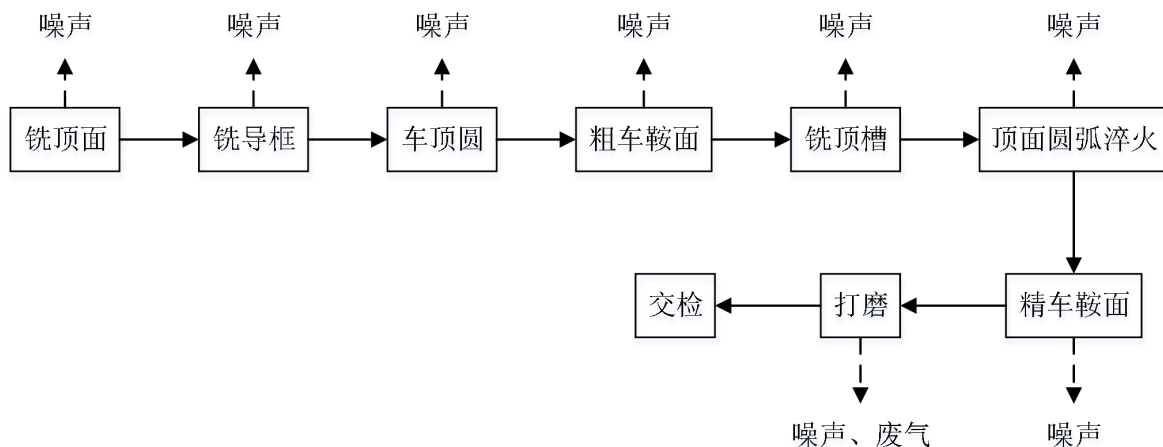 噪声 噪声 噪声 噪声 噪声 噪声
铣顶面 铣导框 车顶圆 粗车鞍面 铣顶槽 顶面圆弧淬火
交检 打磨 精车鞍面
噪声、废气 噪声